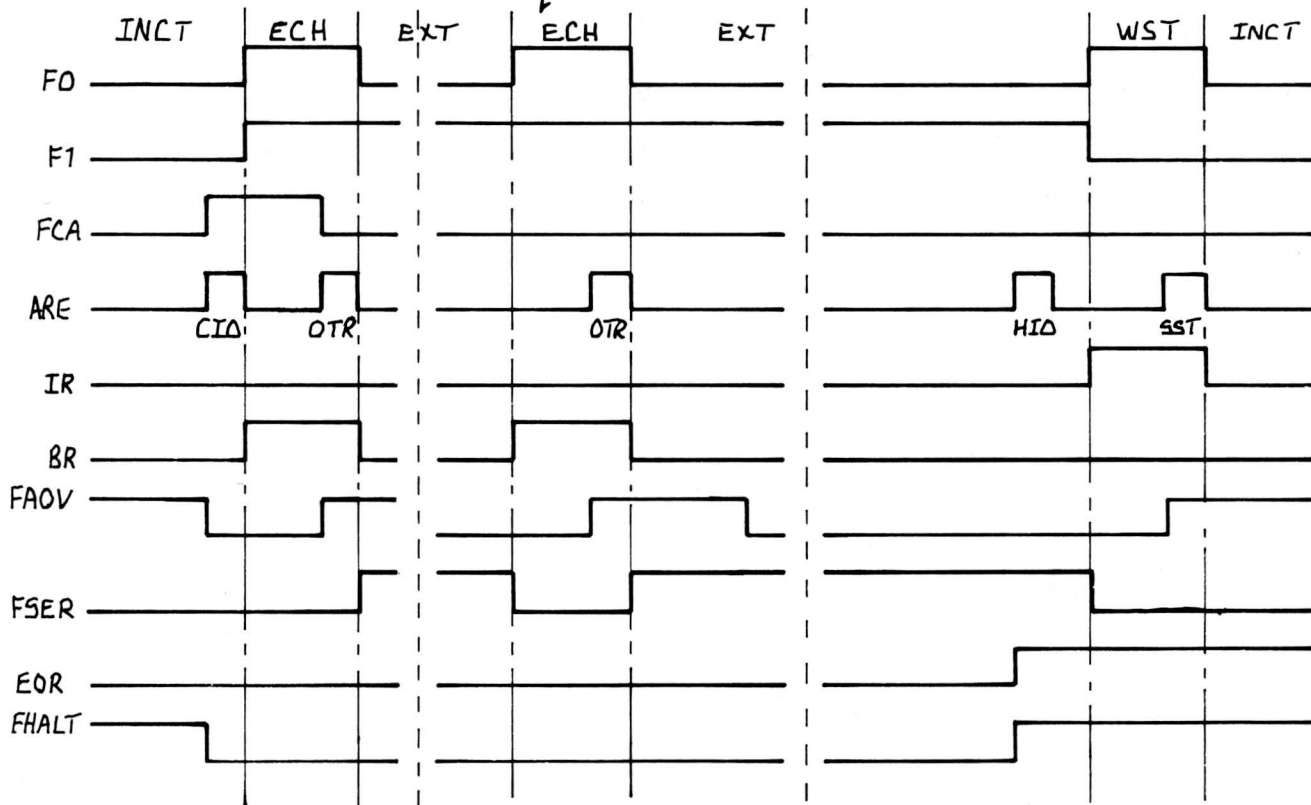 INCT ECH EXT ECH EXT WST INCT
FO
F1
FCA
ARE
CIO OTR OTR HIO SST
IR
BR
FAOV
FSER
EOR
FHALT